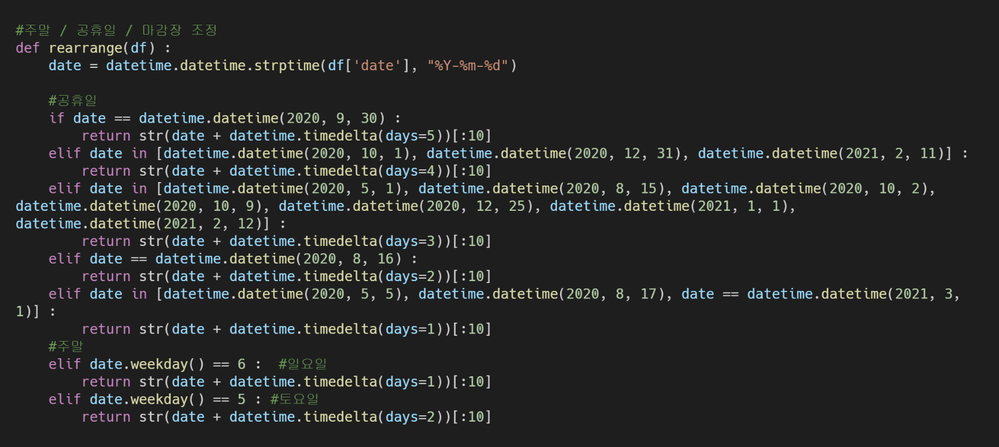 #주말 / 공휴일 / 마감장 조정
def rearrange(df) :
    date = datetime.datetime.strptime(df['date'], "%Y-%m-%d")

    #공휴일
    if date == datetime.datetime(2020, 9, 30) :
        return str(date + datetime.timedelta(days=5))[:10]
    elif date in [datetime.datetime(2020, 10, 1), datetime.datetime(2020, 12, 31), datetime.datetime(2021, 2, 11)] :
        return str(date + datetime.timedelta(days=4))[:10]
    elif date in [datetime.datetime(2020, 5, 1), datetime.datetime(2020, 8, 15), datetime.datetime(2020, 10, 2),
datetime.datetime(2020, 10, 9), datetime.datetime(2020, 12, 25), datetime.datetime(2021, 1, 1),
datetime.datetime(2021, 2, 12)] :
        return str(date + datetime.timedelta(days=3))[:10]
    elif date == datetime.datetime(2020, 8, 16) :
        return str(date + datetime.timedelta(days=2))[:10]
    elif date in [datetime.datetime(2020, 5, 5), datetime.datetime(2020, 8, 17), date == datetime.datetime(2021, 3,
1)] :
        return str(date + datetime.timedelta(days=1))[:10]
    #주말
    elif date.weekday() == 6 :  #일요일
        return str(date + datetime.timedelta(days=1))[:10]
    elif date.weekday() == 5 : #토요일
        return str(date + datetime.timedelta(days=2))[:10]